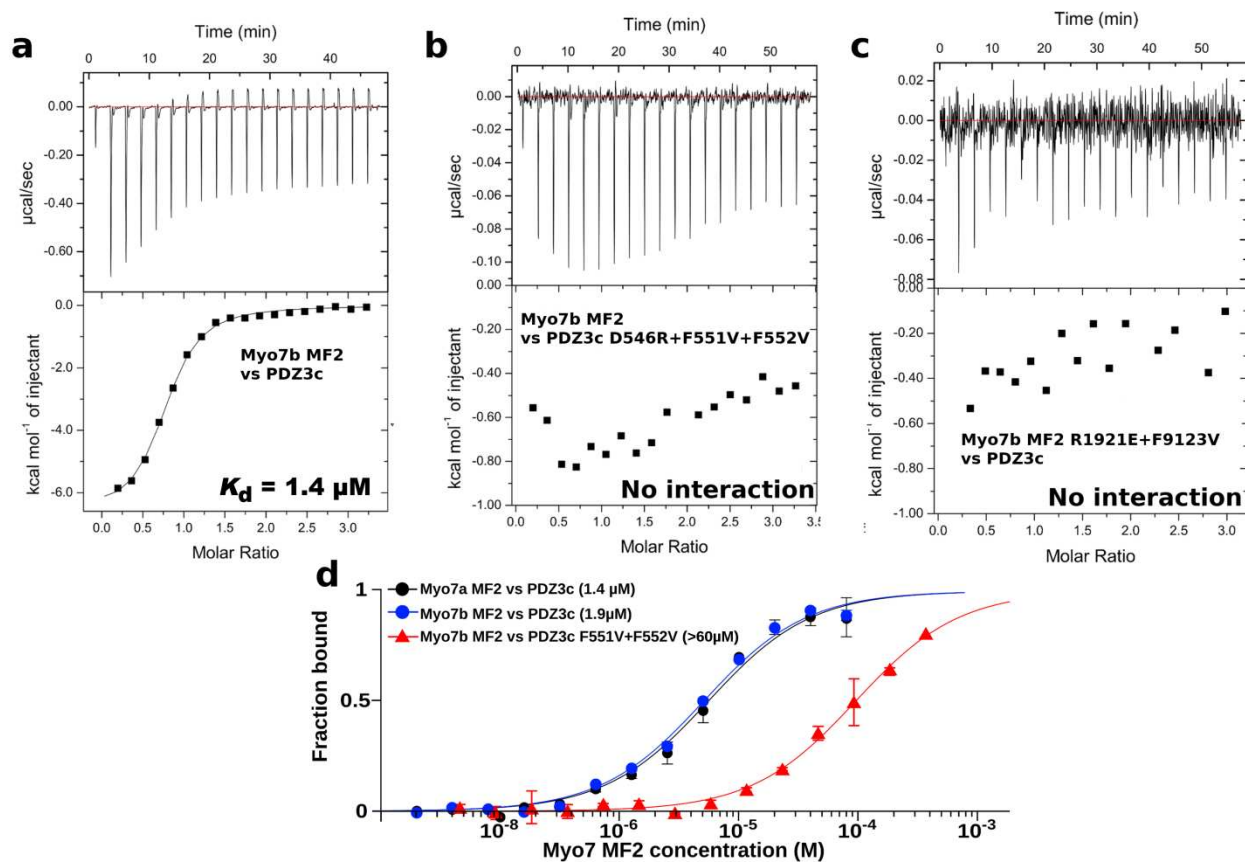 a
Time (min)
0 10 20 30 40
0.00
-0.20
-0.40
-0.60
µcal/sec
0.0
-2.0
-4.0
-6.0
kcal mol⁻¹ of injectant
Myo7b MF2
vs PDZ3c
Kd = 1.4 µM
0.0 0.5 1.0 1.5 2.0 2.5 3.0
Molar Ratio
b
Time (min)
0 10 20 30 40 50
0.00
-0.02
-0.04
-0.06
-0.08
-0.10
µcal/sec
0.00
-0.20
-0.40
-0.60
-0.80
-1.00
kcal mol⁻¹ of injectant
Myo7b MF2
vs PDZ3c D546R+F551V+F552V
No interaction
0.0 0.5 1.0 1.5 2.0 2.5 3.0 3.5
Molar Ratio
c
Time (min)
0 10 20 30 40 50
0.02
0.00
-0.02
-0.04
-0.06
-0.08
µcal/sec
0.00
-0.20
-0.40
-0.60
-0.80
-1.00
kcal mol⁻¹ of injectant
Myo7b MF2 R1921E+F9123V
vs PDZ3c
No interaction
0.0 0.5 1.0 1.5 2.0 2.5 3.0
Molar Ratio
d
Myo7a MF2 vs PDZ3c (1.4 µM)
Myo7b MF2 vs PDZ3c (1.9µM)
Myo7b MF2 vs PDZ3c F551V+F552V (>60µM)
1
0.5
0
Fraction bound
10⁻⁸ 10⁻⁶ 10⁻⁵ 10⁻⁴ 10⁻³
Myo7 MF2 concentration (M)